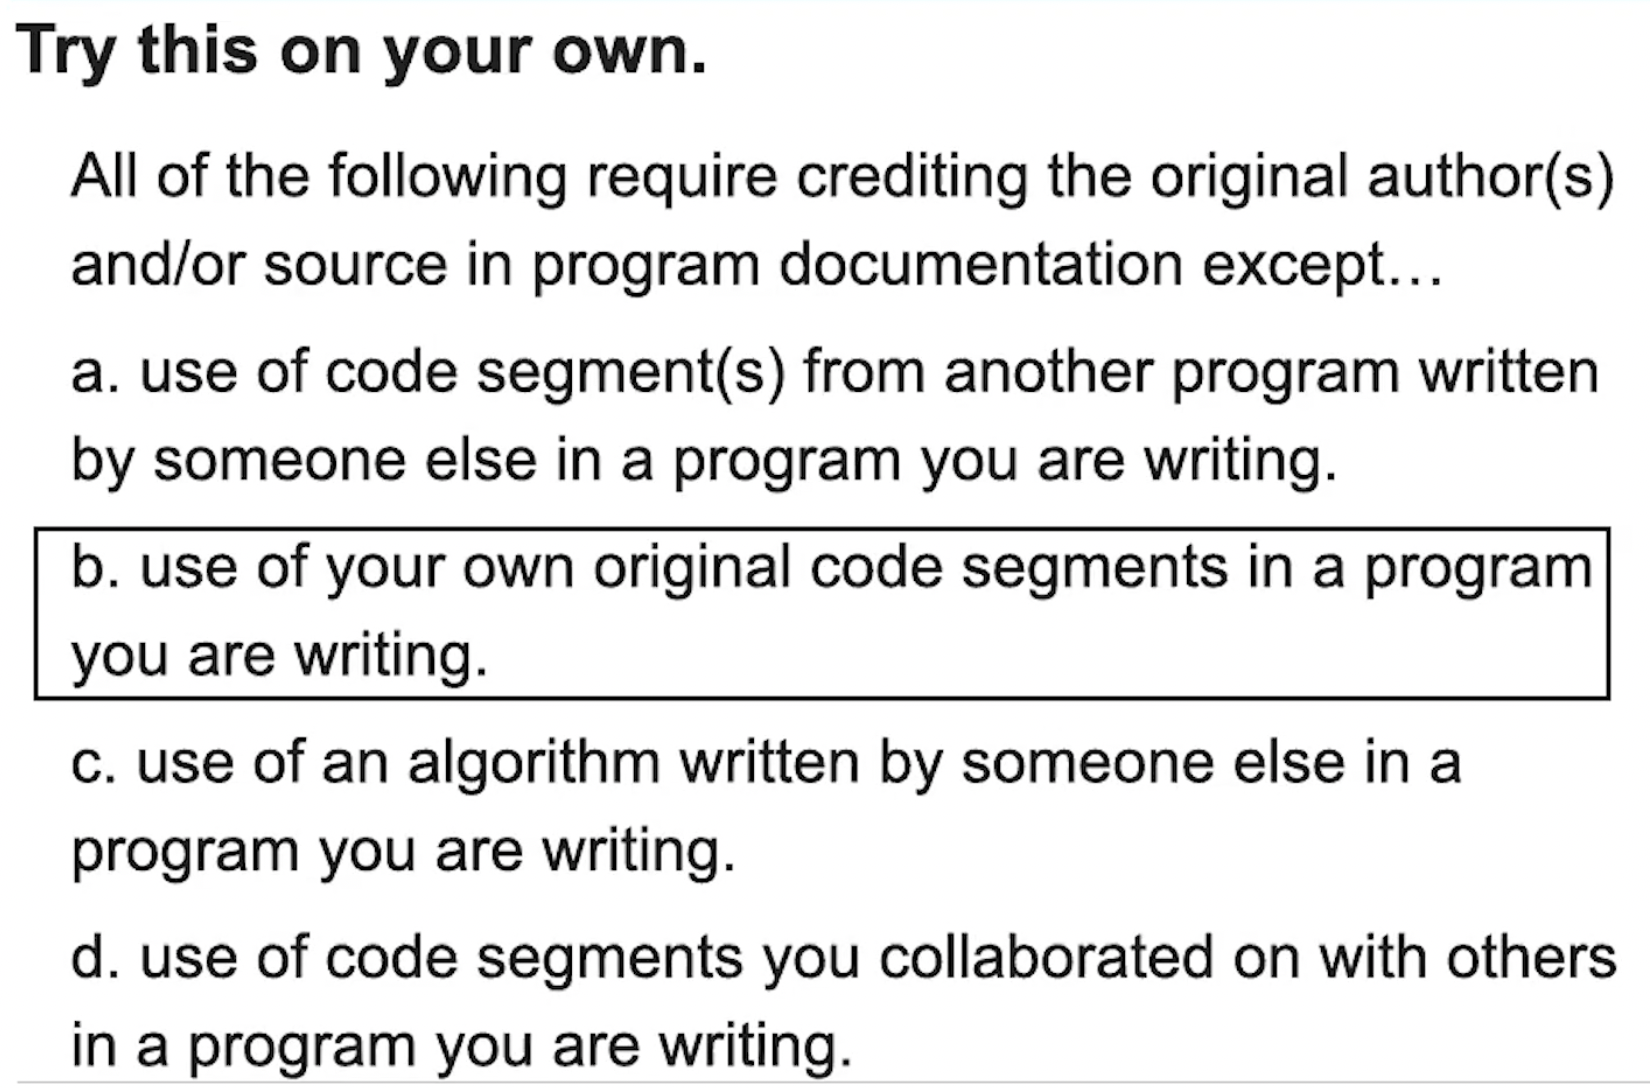 Try this on your own.
All of the following require crediting the original author(s)
and/or source in program documentation except…
a. use of code segment(s) from another program written
by someone else in a program you are writing.
b. use of your own original code segments in a program
you are writing.
c. use of an algorithm written by someone else in a
program you are writing.
d. use of code segments you collaborated on with others
in a program you are writing.